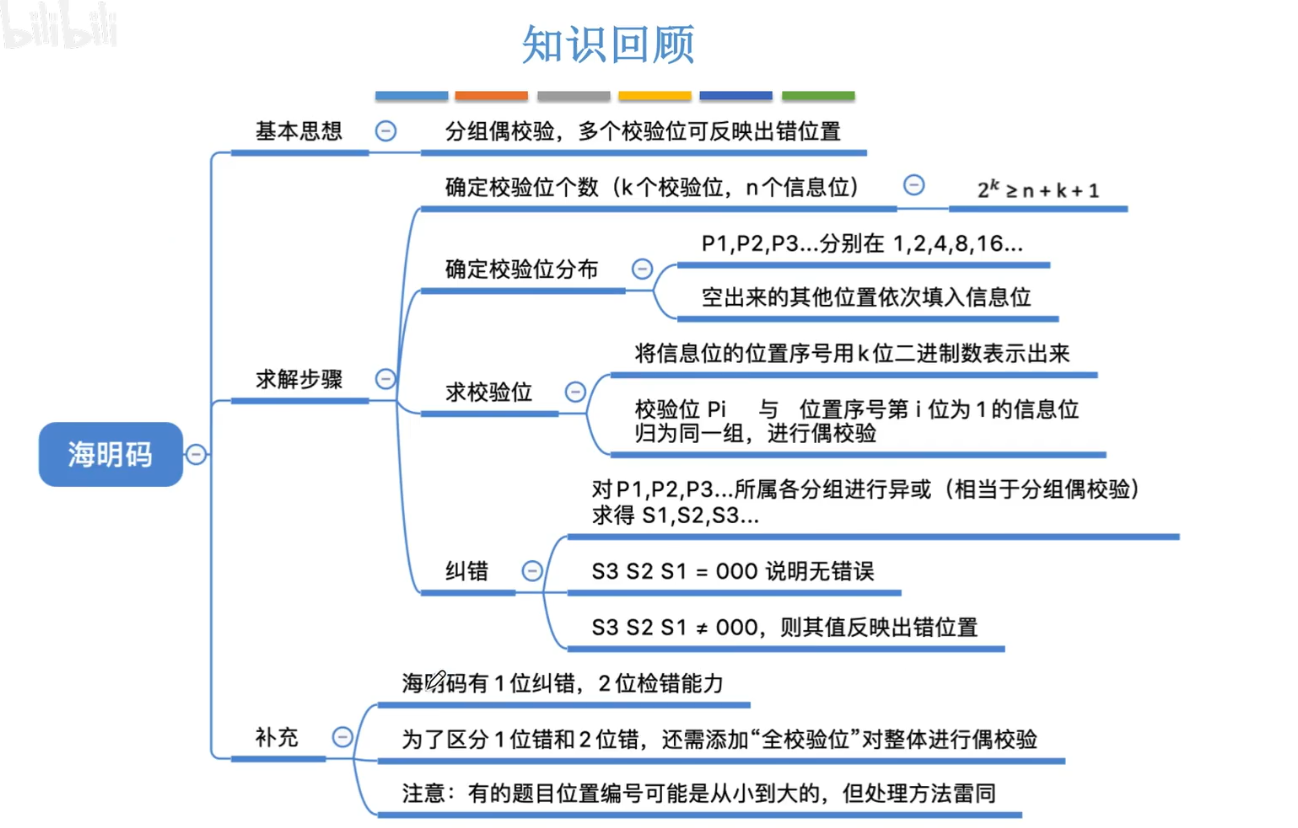 bilibili
知识回顾
基本思想
分组偶校验，多个校验位可反映出错位置
确定校验位个数（k个校验位，n个信息位）
2ᵏ ≥ n + k + 1
P1,P2,P3...分别在 1,2,4,8,16...
确定校验位分布
空出来的其他位置依次填入信息位
将信息位的位置序号用k位二进制数表示出来
求解步骤
求校验位
校验位 Pi 与 位置序号第 i 位为 1 的信息位
归为同一组，进行偶校验
海明码
对P1,P2,P3...所属各分组进行异或（相当于分组偶校验）
求得 S1,S2,S3...
纠错
S3 S2 S1 = 000 说明无错误
S3 S2 S1 ≠ 000，则其值反映出错位置
海明码有 1 位纠错，2 位检错能力
补充
为了区分 1 位错和 2 位错，还需添加“全校验位”对整体进行偶校验
注意：有的题目位置编号可能是从小到大的，但处理方法雷同